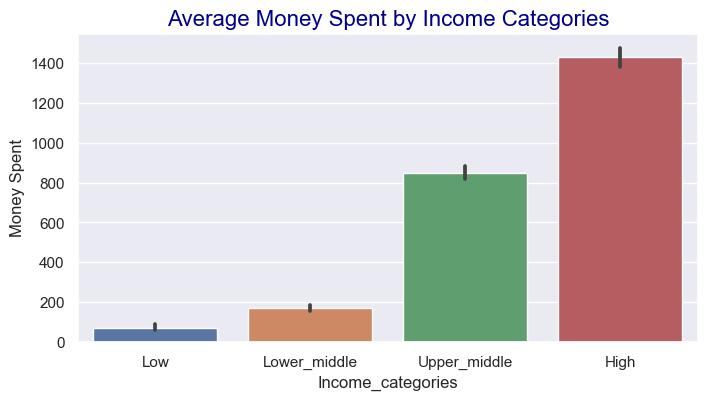 Average Money Spent by Income Categories
Money Spent
1400
1200
1000
800
600
400
200
0
Low Lower_middle Upper_middle High
Income_categories